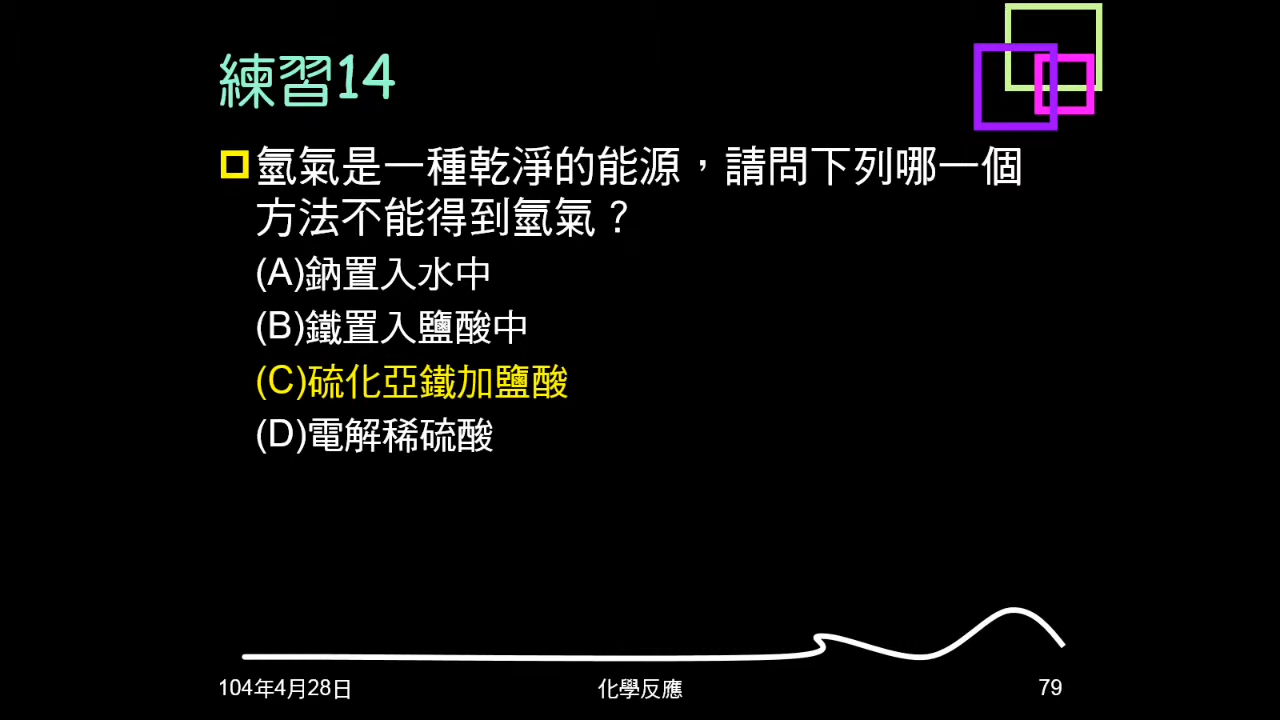 練習14
氫氣是一種乾淨的能源，請問下列哪一個
方法不能得到氫氣？
(A)鈉置入水中
(B)鐵置入鹽酸中
(C)硫化亞鐵加鹽酸
(D)電解稀硫酸
104年4月28日
化學反應
79